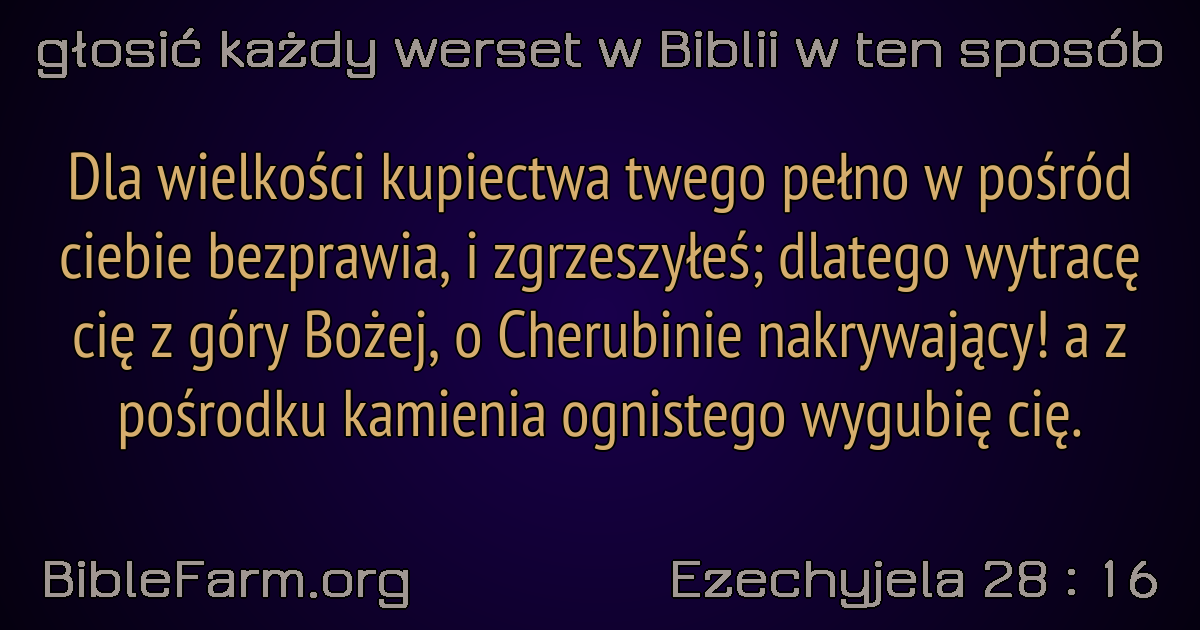 głosić każdy werset w Biblii w ten sposób
Dla wielkości kupiectwa twego pełno w pośród
ciebie bezprawia, i zgrzeszyłeś; dlatego wytracę
cię z góry Bożej, o Cherubinie nakrywający! a z
pośrodku kamienia ognistego wygubię cię.
BibleFarm.org
Ezechyjela 28 : 16